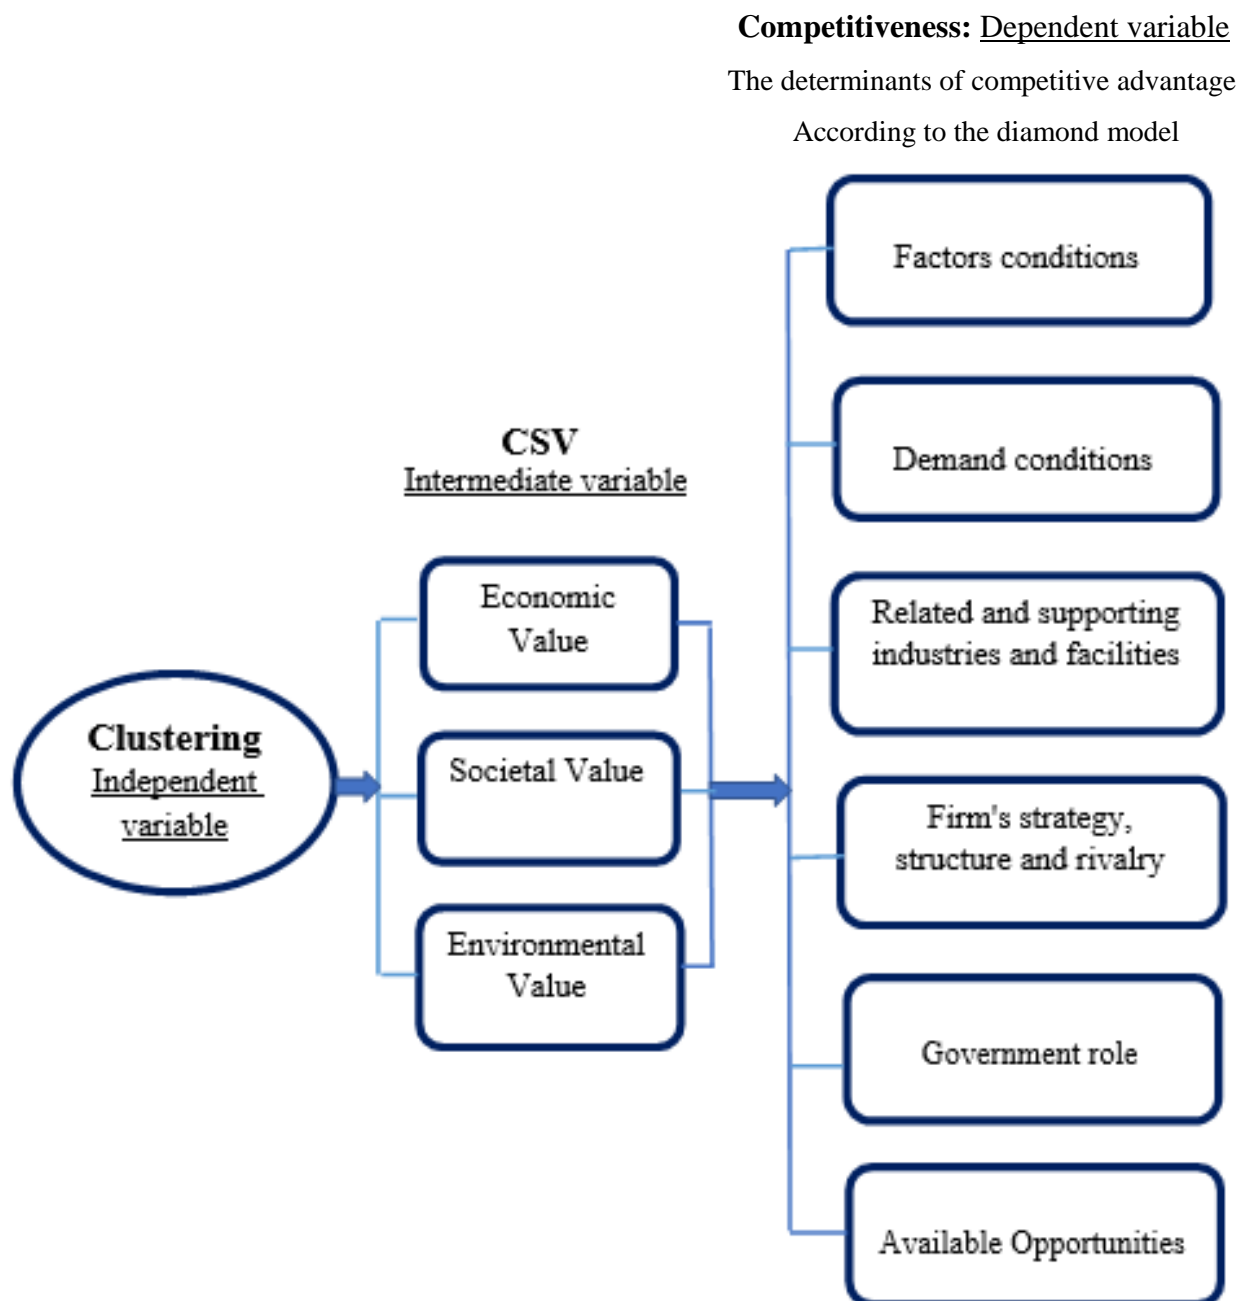 Competitiveness: Dependent variable
The determinants of competitive advantage
According to the diamond model
Factors conditions
Demand conditions
CSV
Intermediate variable
Economic
Value
Related and supporting
industries and facilities
Clustering
Independent
variable
Societal Value
Firm's strategy,
structure and rivalry
Environmental
Value
Government role
Available Opportunities